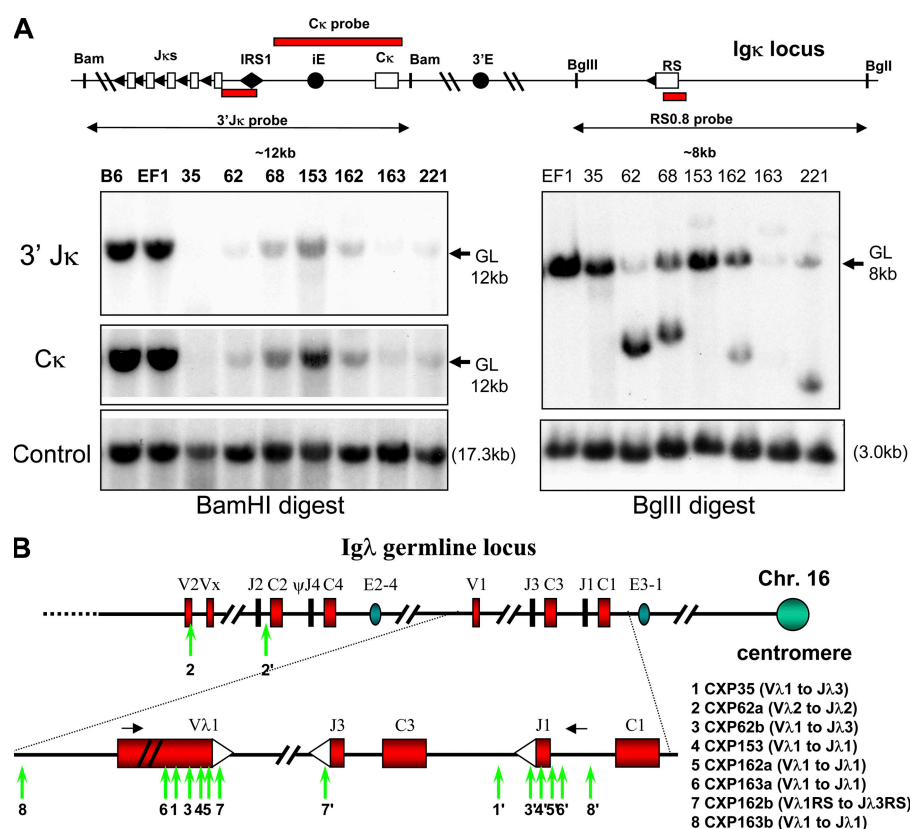 A
Cκ probe
Bam Jκs IRS1 iE Cκ Bam 3'E BglII RS Igκ locus BglI
3'Jκ probe RS0.8 probe
~12kb ~8kb
B6 EF1 35 62 68 153 162 163 221
EF1 35 62 68 153 162 163 221
3' Jκ
GL
12kb
GL
8kb
Cκ
GL
12kb
Control
(17.3kb)
(3.0kb)
BamHI digest
BglII digest
B
Igλ germline locus
V2 Vx J2 C2 ψJ4 C4 E2-4 V1 J3 C3 J1 C1 E3-1 Chr. 16
2 2'
centromere
Vλ1 J3 C3 J1 C1
8 6 1 3 4 5 7 7' 1' 3' 4' 5' 6' 8'
1 CXP35 (Vλ1 to Jλ3)
2 CXP62a (Vλ2 to Jλ2)
3 CXP62b (Vλ1 to Jλ3)
4 CXP153 (Vλ1 to Jλ1)
5 CXP162a (Vλ1 to Jλ1)
6 CXP163a (Vλ1 to Jλ1)
7 CXP162b (Vλ1RS to Jλ3RS)
8 CXP163b (Vλ1 to Jλ1)